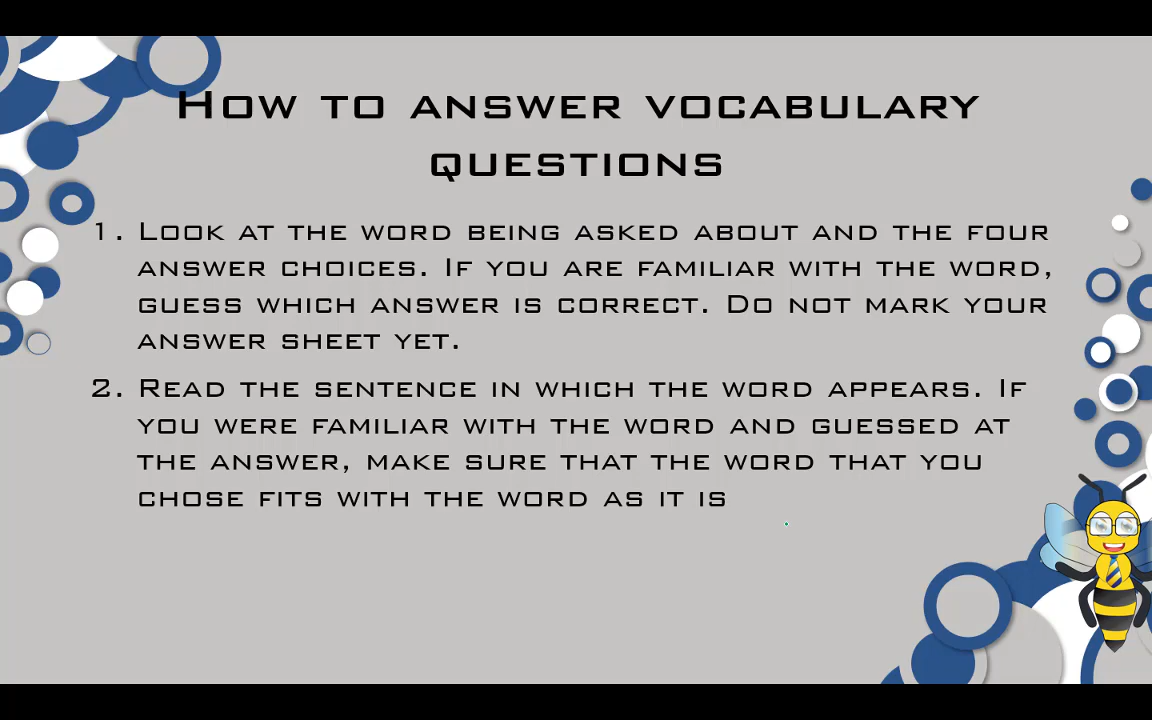 How to answer vocabulary
questions
1. Look at the word being asked about and the four
answer choices. If you are familiar with the word,
guess which answer is correct. Do not mark your
answer sheet yet.
2. Read the sentence in which the word appears. If
you were familiar with the word and guessed at
the answer, make sure that the word that you
chose fits with the word as it is